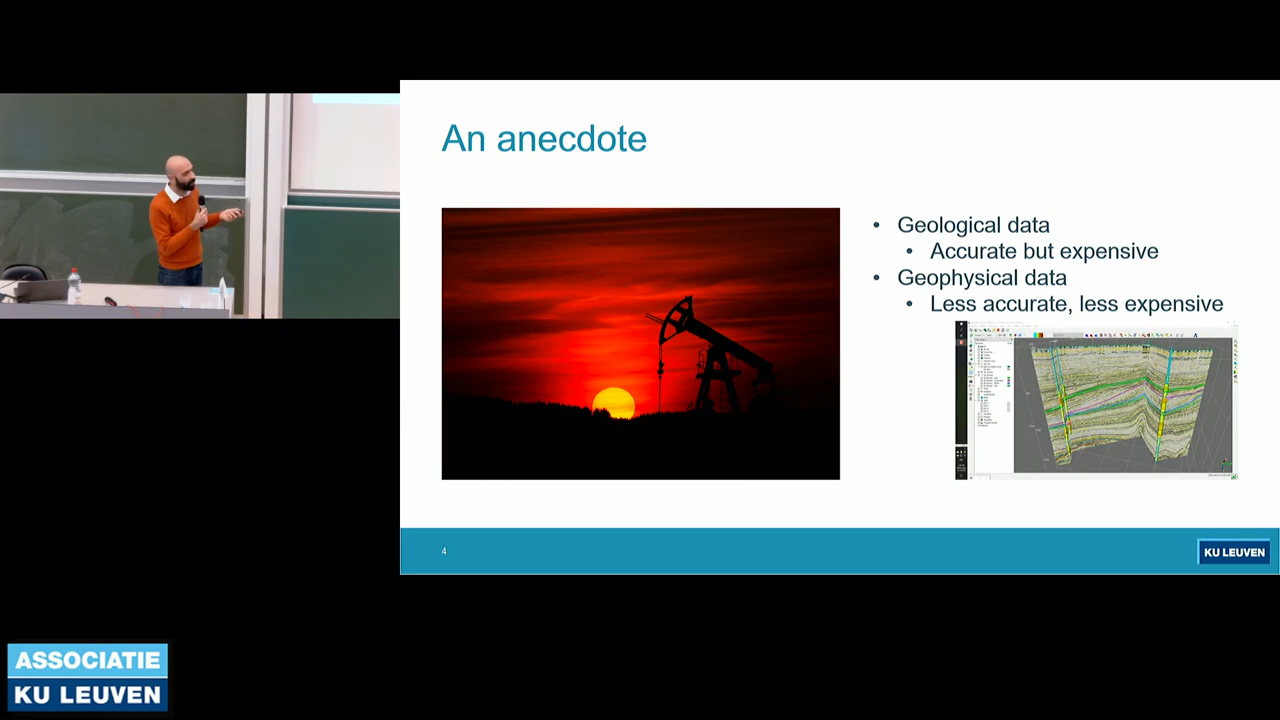 An anecdote
• Geological data
• Accurate but expensive
• Geophysical data
• Less accurate, less expensive
4
KU LEUVEN
ASSOCIATIE
KU LEUVEN